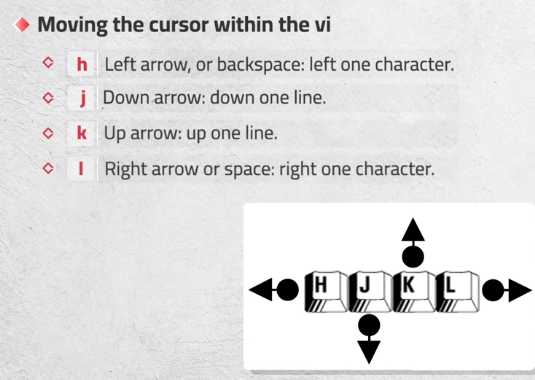 Moving the cursor within the vi
h Left arrow, or backspace: left one character.
j Down arrow: down one line.
k Up arrow: up one line.
l Right arrow or space: right one character.
H J K L